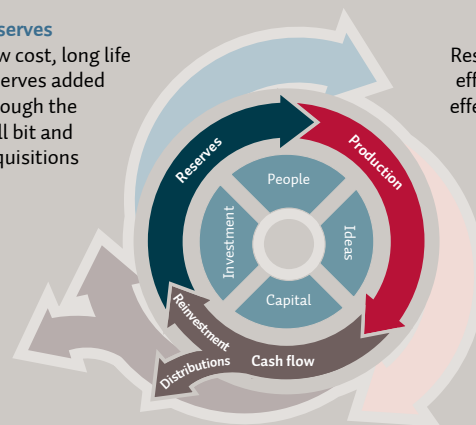 serves
w cost, long life
serves added
ough the
ll bit and
quisitions
Res
eff
effe
Reserves
Production
People
Investment
Ideas
Capital
Reinvestment
Distributions
Cash flow